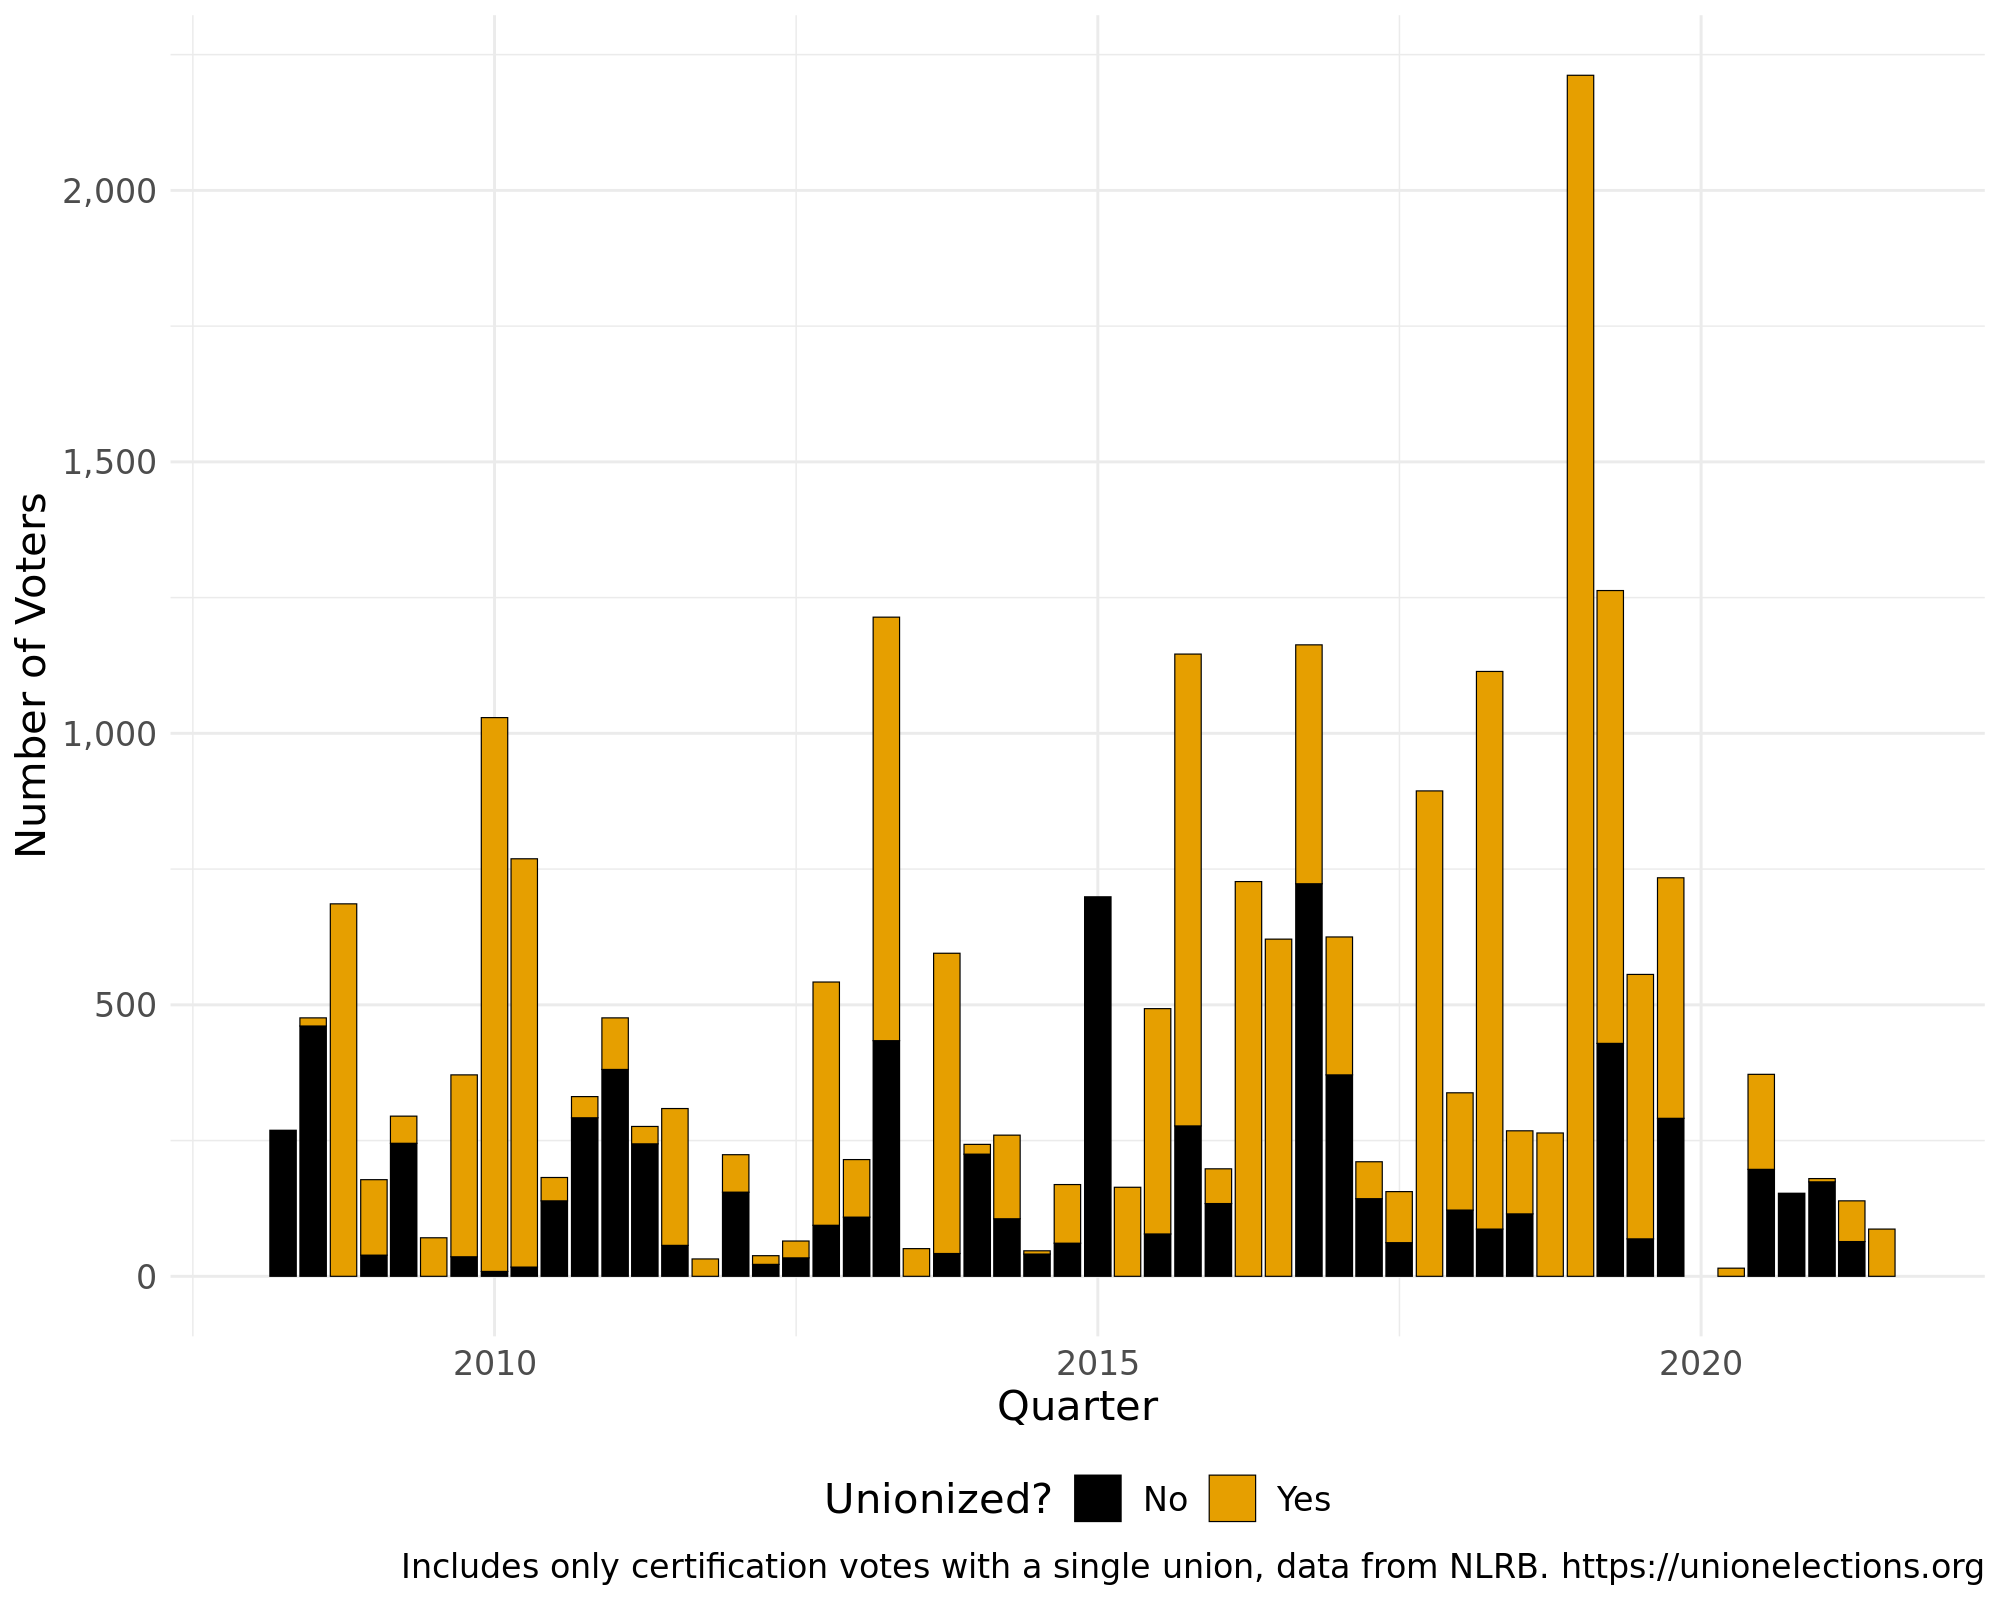 Number of Voters
2,000
1,500
1,000
500
0
2010 2015 2020
Quarter
Unionized? No Yes
Includes only certification votes with a single union, data from NLRB. https://unionelections.org